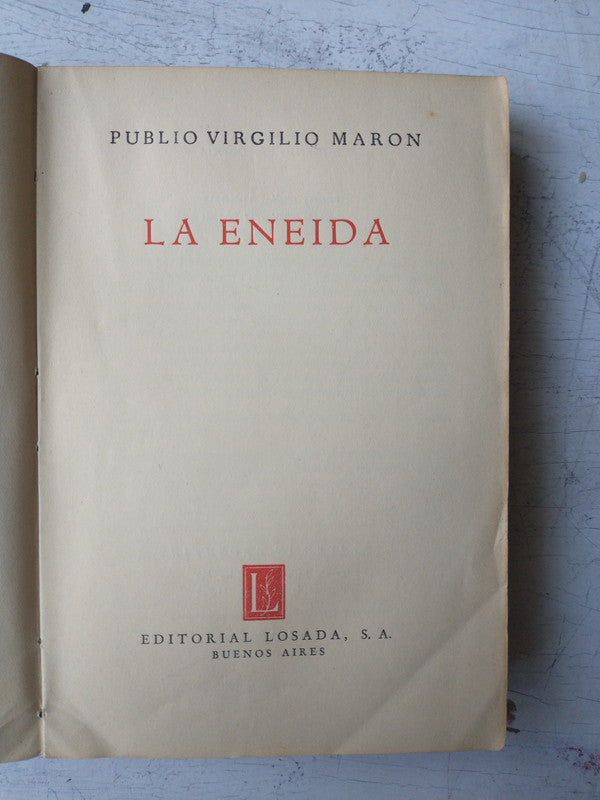 PUBLIO VIRGILIO MARON
LA ENEIDA
L
EDITORIAL LOSADA, S. A.
BUENOS AIRES